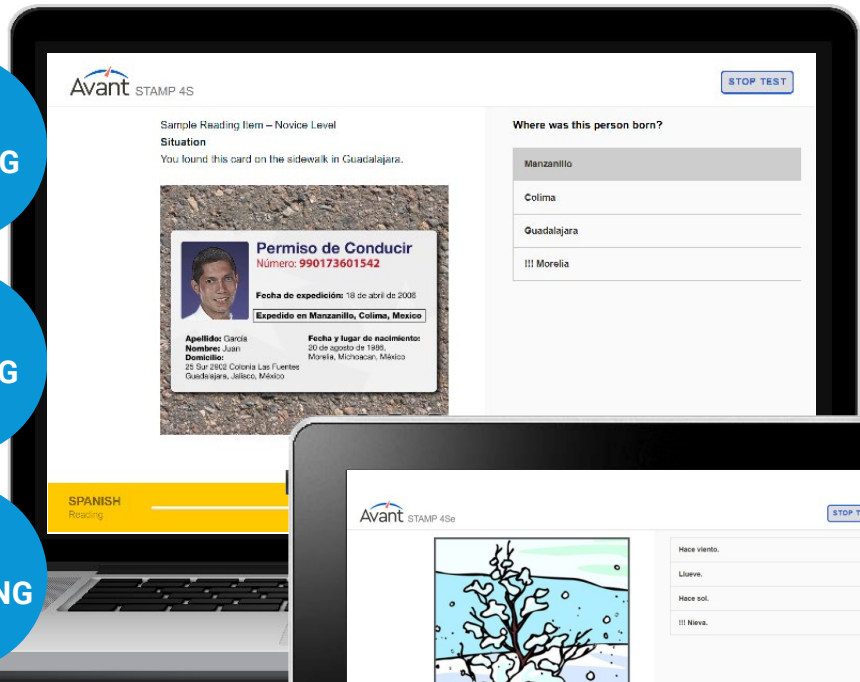 G
G
NG
Avant STAMP 4S
STOP TEST
Sample Reading Item – Novice Level
Situation
You found this card on the sidewalk in Guadalajara.
Permiso de Conducir
Número: 990173601542
Fecha de expedición: 18 de abril de 2006
Expedido en Manzanillo, Colima, Mexico
Apellido: García
Nombre: Juan
Domicilio:
25 Sur 2902 Colonia Las Fuentes
Guadalajara, Jalisco, México
Fecha y lugar de nacimiento:
20 de agosto de 1986,
Morelia, Michoacan, México
Where was this person born?
Manzanillo
Colima
Guadalajara
!!! Morelia
SPANISH
Reading
Avant STAMP 4Se
STOP T
Hace viento.
Llueve.
Hace sol.
!!! Nieva.